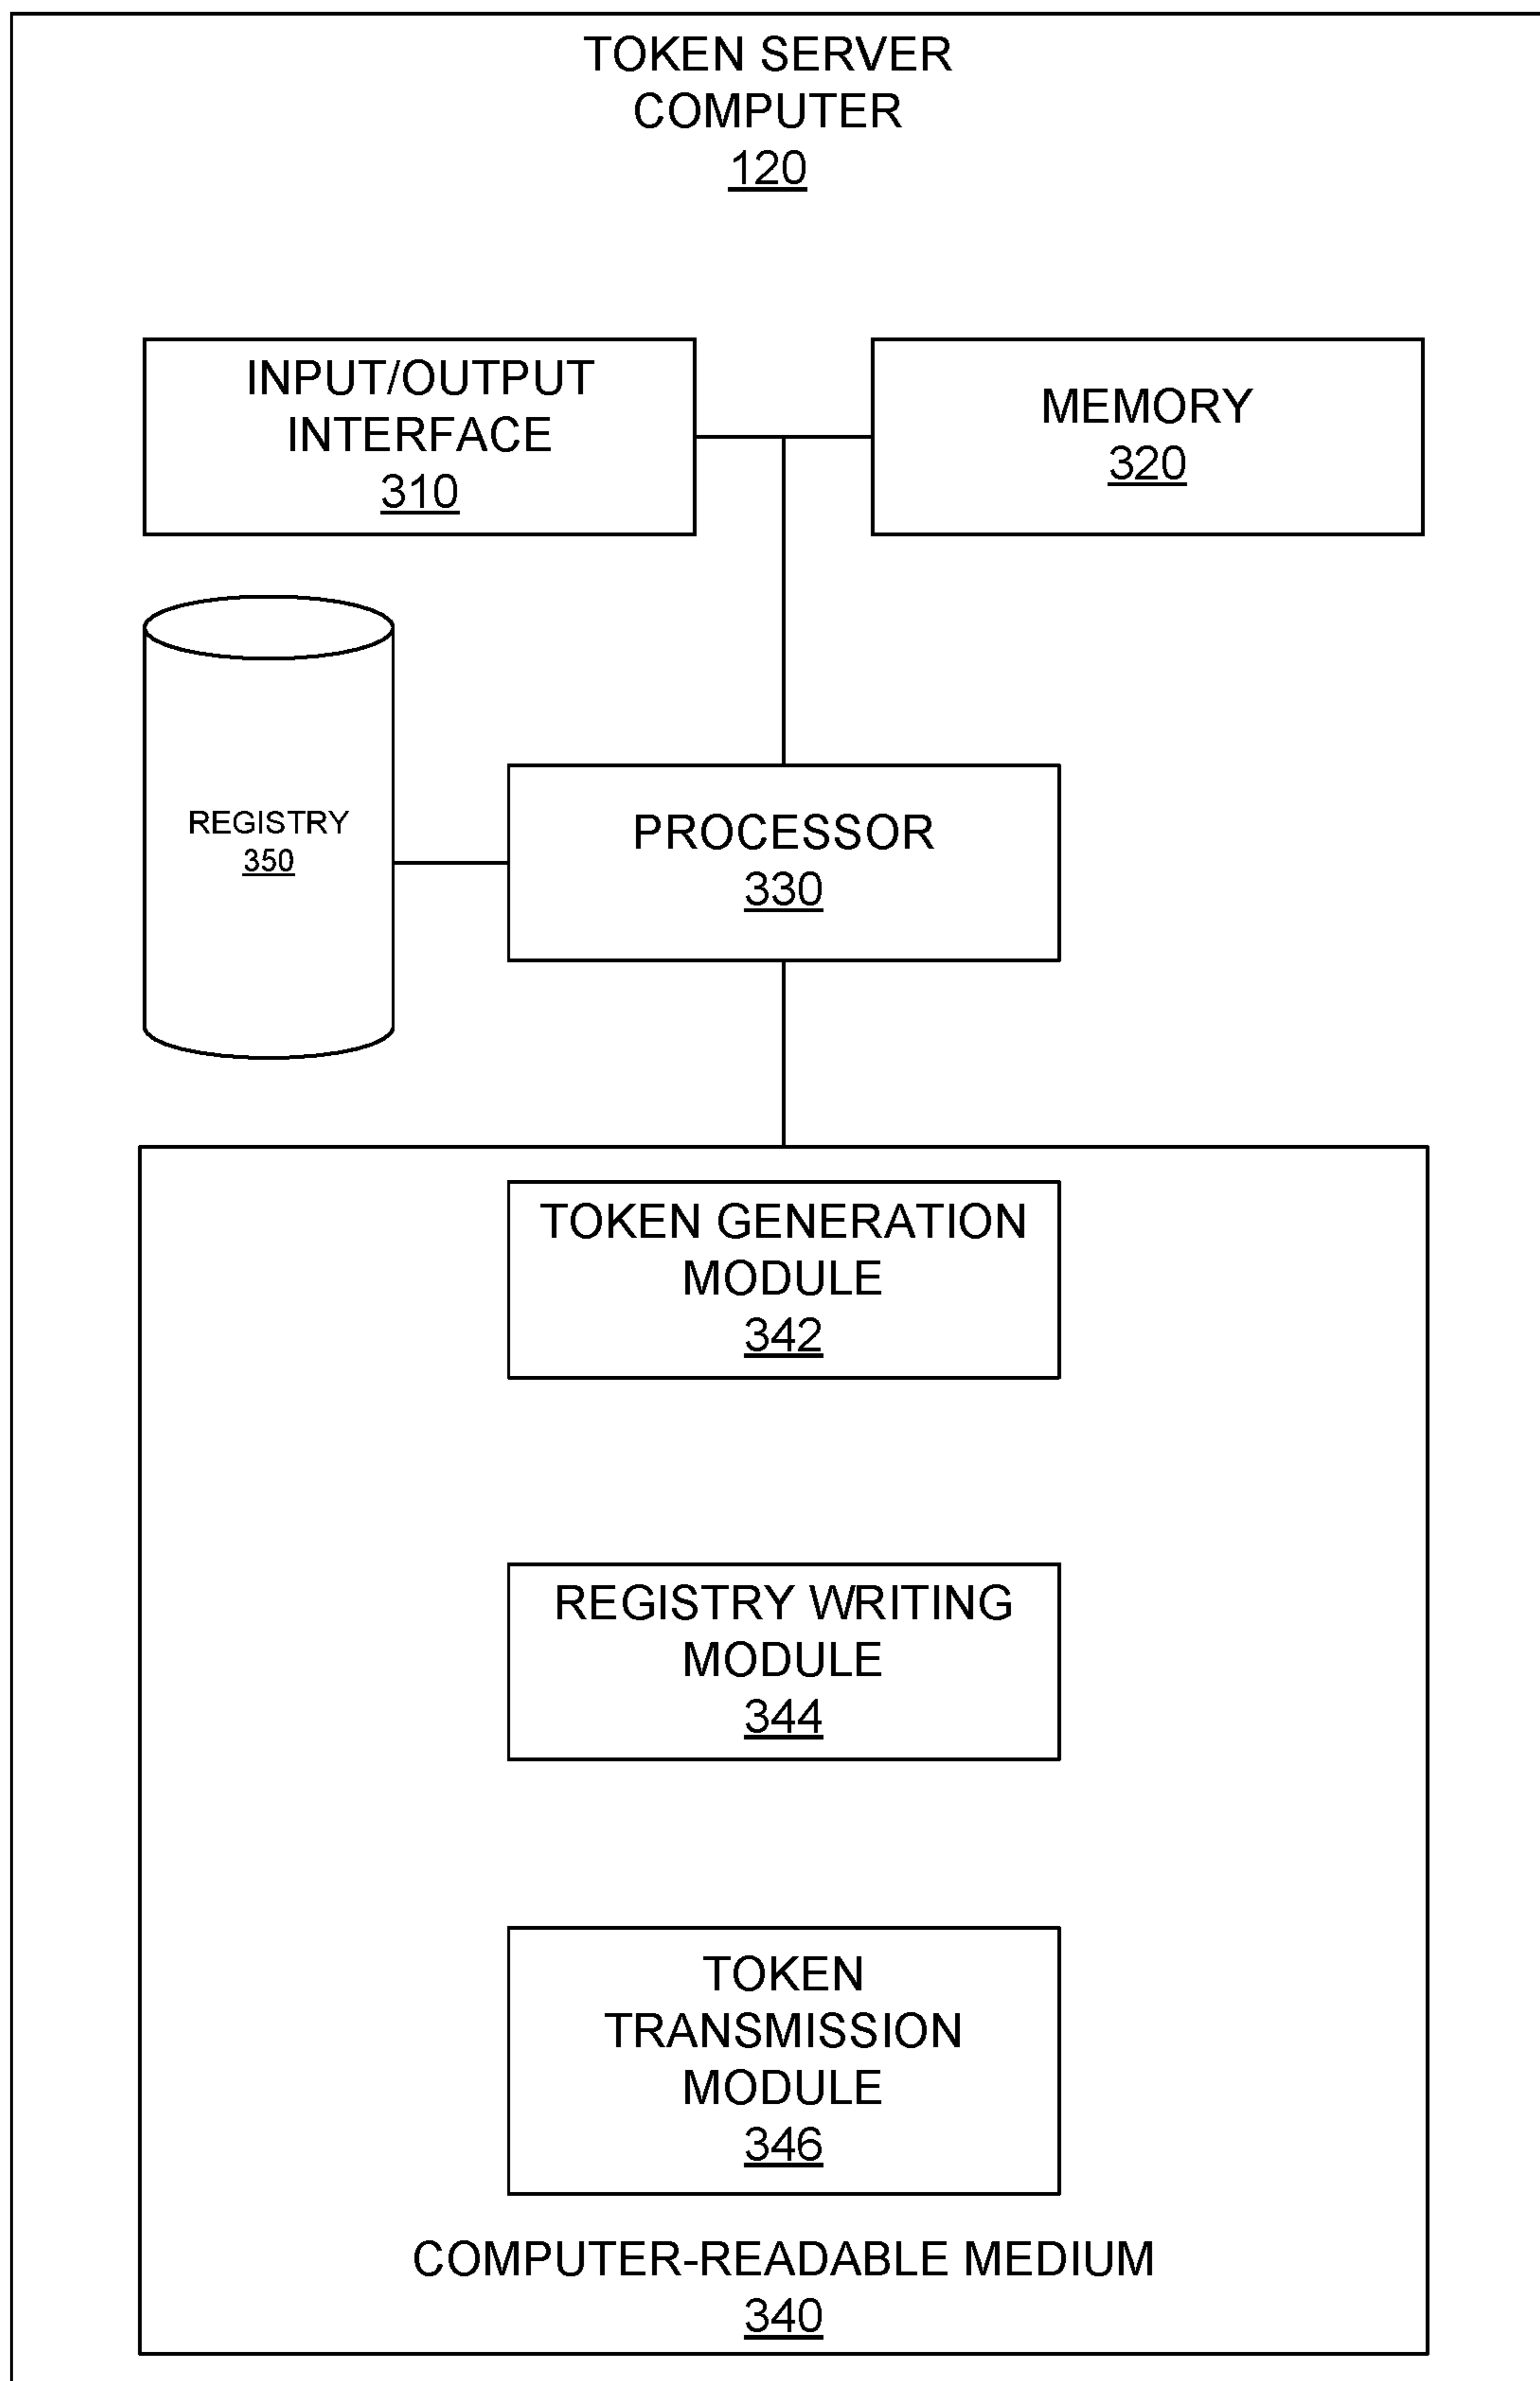 TOKEN SERVER
COMPUTER
120
INPUT/OUTPUT
INTERFACE
310
MEMORY
320
REGISTRY
350
PROCESSOR
330
TOKEN GENERATION
MODULE
342
REGISTRY WRITING
MODULE
344
TOKEN
TRANSMISSION
MODULE
346
COMPUTER-READABLE MEDIUM
340